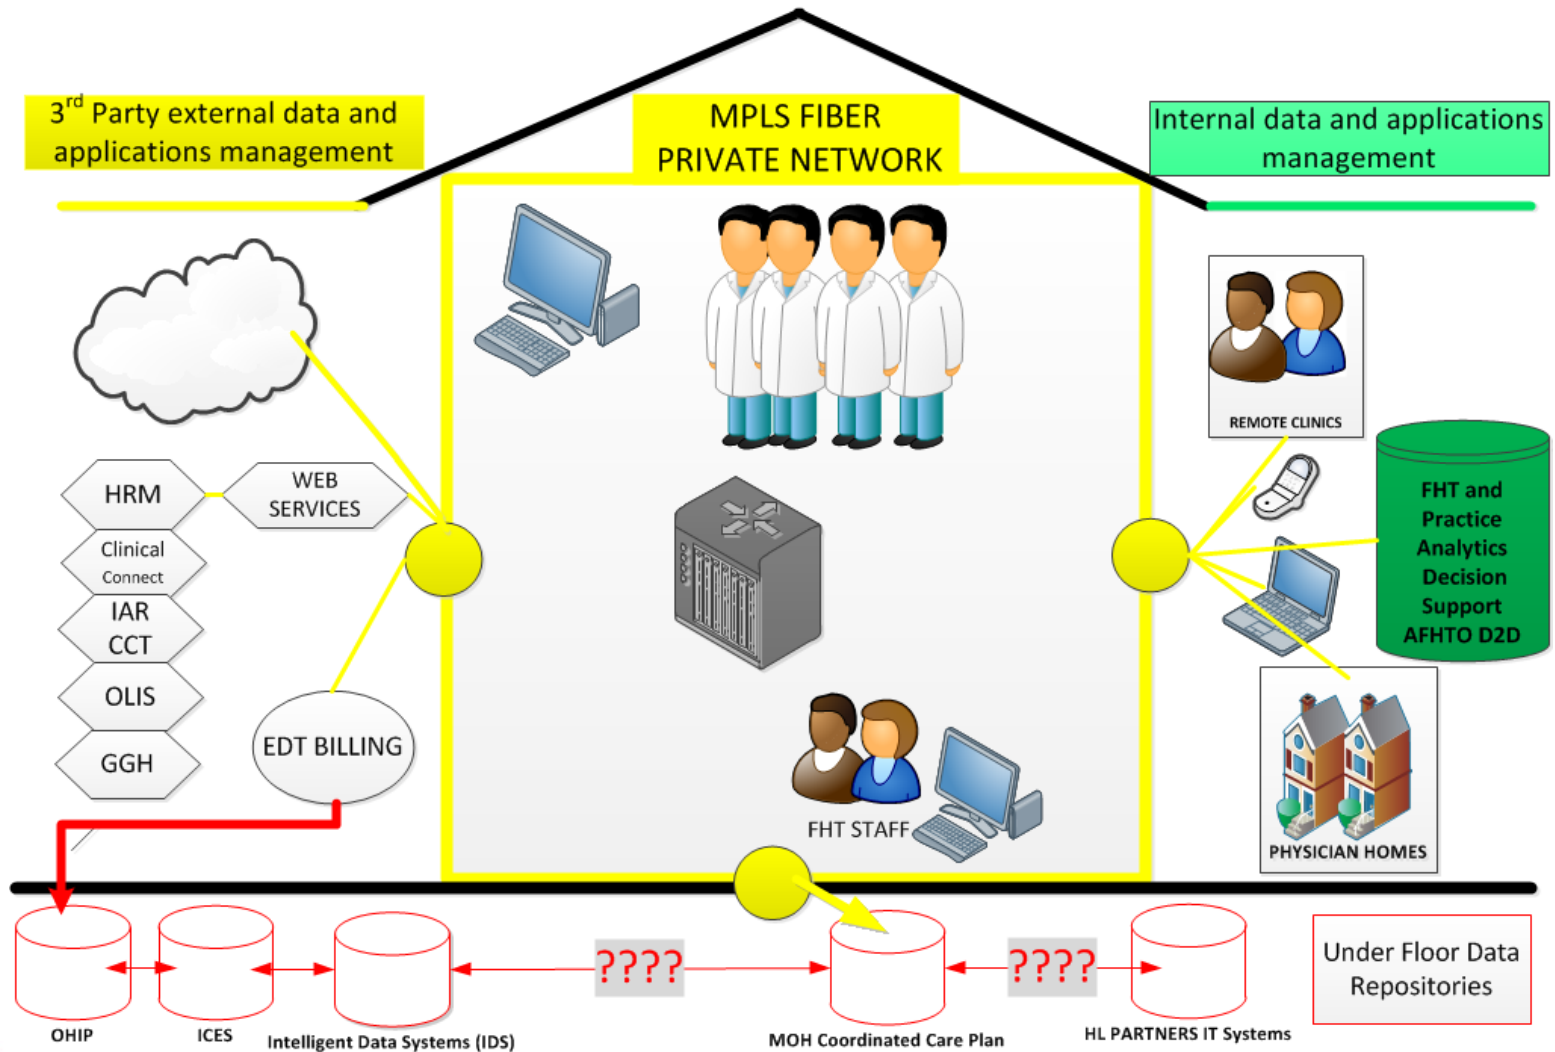 3rd Party external data and
applications management
MPLS FIBER
PRIVATE NETWORK
Internal data and applications
management
REMOTE CLINICS
HRM
WEB
SERVICES
Clinical
Connect
IAR
CCT
OLIS
GGH
EDT BILLING
FHT and
Practice
Analytics
Decision
Support
AFHTO D2D
FHT STAFF
PHYSICIAN HOMES
????
????
Under Floor Data
Repositories
OHIP
ICES
Intelligent Data Systems (IDS)
MOH Coordinated Care Plan
HL PARTNERS IT Systems